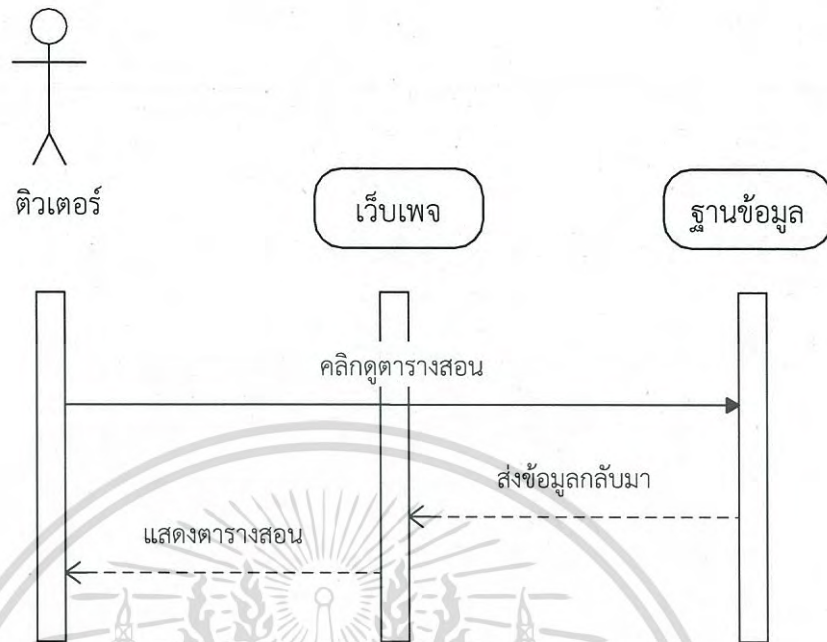 ติวเตอร์
เว็บเพจ
ฐานข้อมูล
คลิกดูตารางสอน
ส่งข้อมูลกลับมา
แสดงตารางสอน